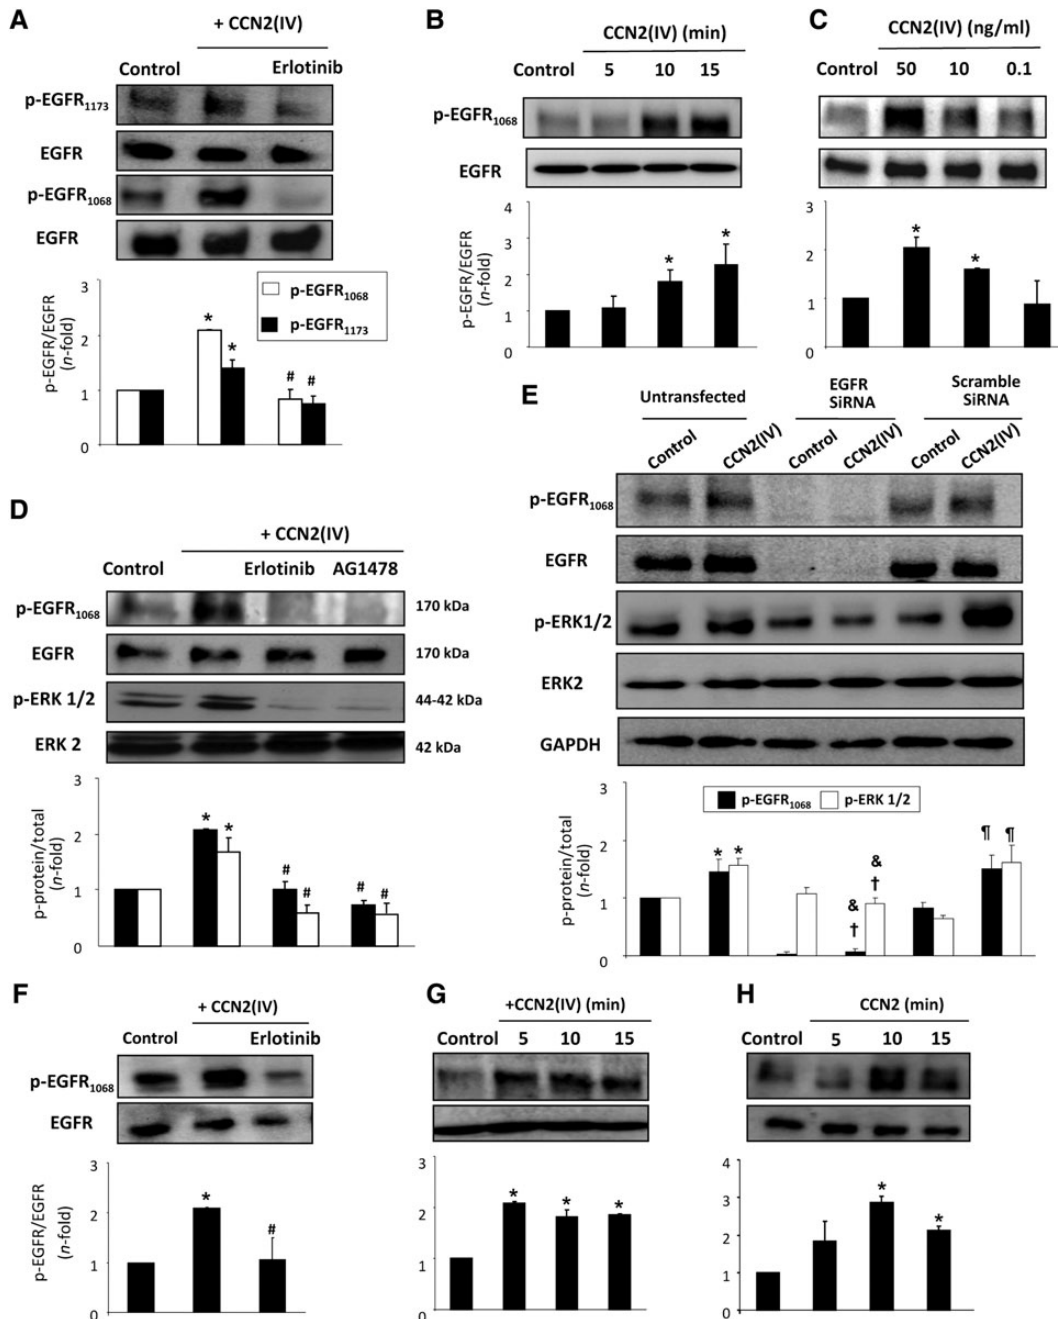 A
+ CCN2(IV)
Control Erlotinib
p-EGFR1173
EGFR
p-EGFR1068
EGFR
p-EGFR1068
p-EGFR1173
p-EGFR/EGFR
(n-fold)
3
2
1
0
* * # #
B
CCN2(IV) (min)
Control 5 10 15
p-EGFR1068
EGFR
p-EGFR/EGFR
(n-fold)
4
3
2
1
0
* *
C
CCN2(IV) (ng/ml)
Control 50 10 0.1
3
2
1
0
* *
D
+ CCN2(IV)
Control Erlotinib AG1478
p-EGFR1068 170 kDa
EGFR 170 kDa
p-ERK 1/2 44-42 kDa
ERK 2 42 kDa
p-protein/total
(n-fold)
3
2
1
0
* * # # # #
E
Untransfected EGFR SiRNA Scramble SiRNA
Control CCN2(IV) Control CCN2(IV) Control CCN2(IV)
p-EGFR1068
EGFR
p-ERK1/2
ERK2
GAPDH
p-EGFR1068 p-ERK 1/2
p-protein/total
(n-fold)
3
2
1
0
* * & † & † ¶ ¶
F
+ CCN2(IV)
Control Erlotinib
p-EGFR1068
EGFR
p-EGFR/EGFR
(n-fold)
3
2
1
0
* #
G
+CCN2(IV) (min)
Control 5 10 15
3
2
1
0
* * *
H
CCN2 (min)
Control 5 10 15
4
3
2
1
0
* *